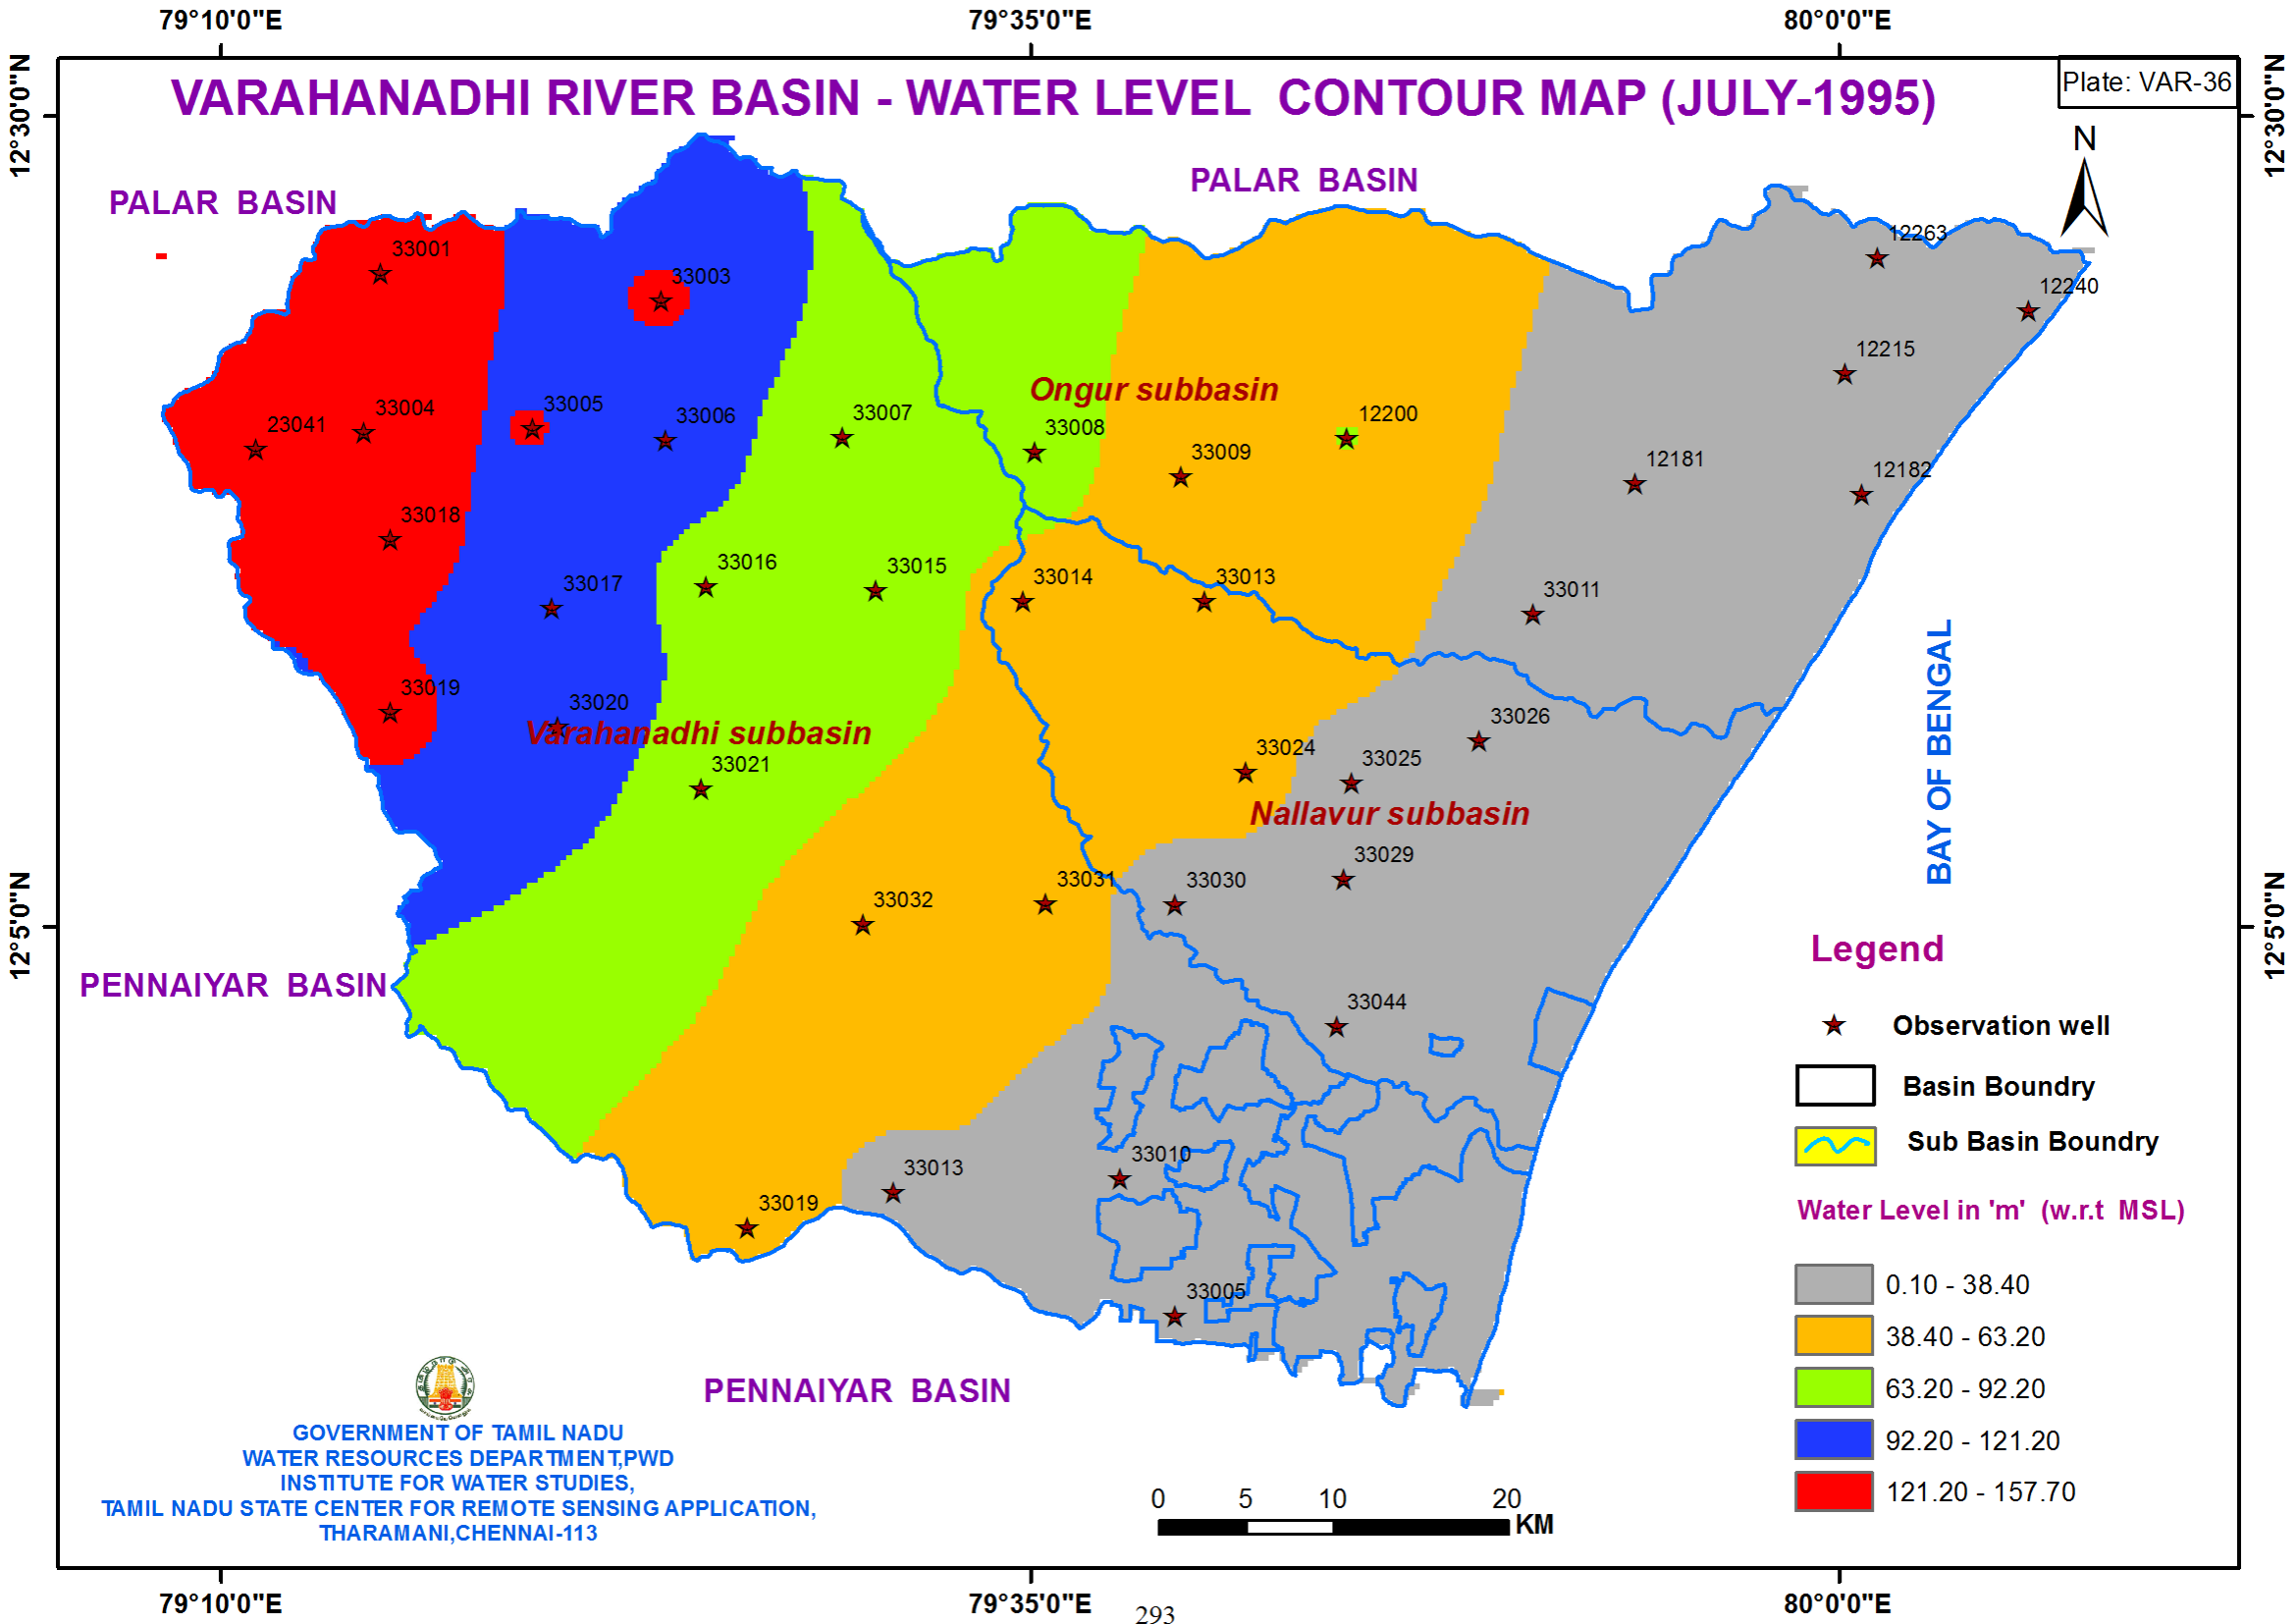 79°10'0"E 79°35'0"E 80°0'0"E
12°30'0"N 12°30'0"N
VARAHANADHI RIVER BASIN - WATER LEVEL CONTOUR MAP (JULY-1995)
Plate: VAR-36
N
PALAR BASIN
PALAR BASIN
12263
33001
33003
12240
12215
Ongur subbasin
33005
33004
33006
33007
12200
23041
33008
33009
12181
12182
33018
33016
33015
33017
33014
33013
33011
33019
33020
33026
Varahanadhi subbasin
33024
33021
33025
BAY OF BENGAL
Nallavur subbasin
33029
33031
33030
33032
12°5'0"N 12°5'0"N
PENNAIYAR BASIN
33044
33010
33013
33019
33005
PENNAIYAR BASIN
Legend
Observation well
Basin Boundry
Sub Basin Boundry
Water Level in 'm' (w.r.t MSL)
0.10 - 38.40
38.40 - 63.20
63.20 - 92.20
92.20 - 121.20
121.20 - 157.70
GOVERNMENT OF TAMIL NADU
WATER RESOURCES DEPARTMENT,PWD
INSTITUTE FOR WATER STUDIES,
TAMIL NADU STATE CENTER FOR REMOTE SENSING APPLICATION,
THARAMANI,CHENNAI-113
0 5 10 20
KM
79°10'0"E 79°35'0"E 80°0'0"E
293